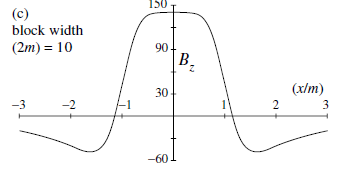 (c)
block width
(2m) = 10
150
90
B_z
30
(x/m)
−3 −2 −1 1 2 3
−60